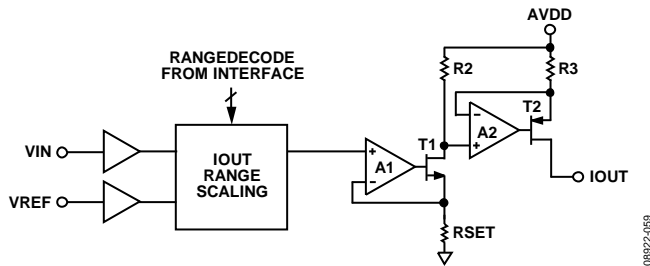 AVDD
RANGEDECODE
FROM INTERFACE
R2
R3
T2
T1
A2
VIN
IOUT
RANGE
SCALING
+
A1
−
−
+
IOUT
VREF
RSET
08922-059